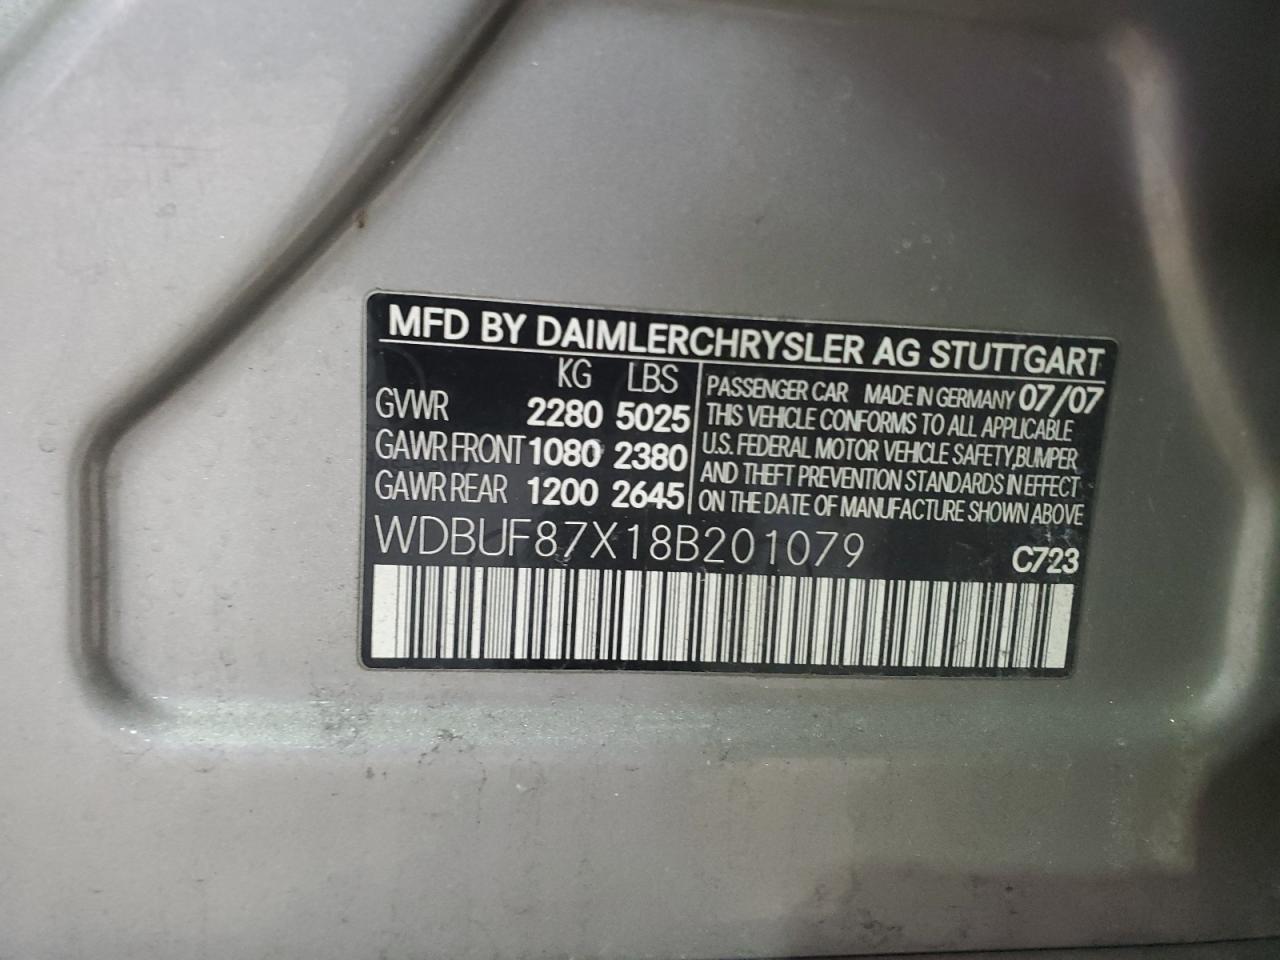 MFD BY DAIMLERCHRYSLER AG STUTTGART
KG LBS
GVWR 2280 5025
GAWR FRONT 1080 2380
GAWR REAR 1200 2645
PASSENGER CAR MADE IN GERMANY 07/07
THIS VEHICLE CONFORMS TO ALL APPLICABLE
U.S. FEDERAL MOTOR VEHICLE SAFETY,BUMPER
AND THEFT PREVENTION STANDARDS IN EFFECT
ON THE DATE OF MANUFACTURE SHOWN ABOVE
WDBUF87X18B201079
C723